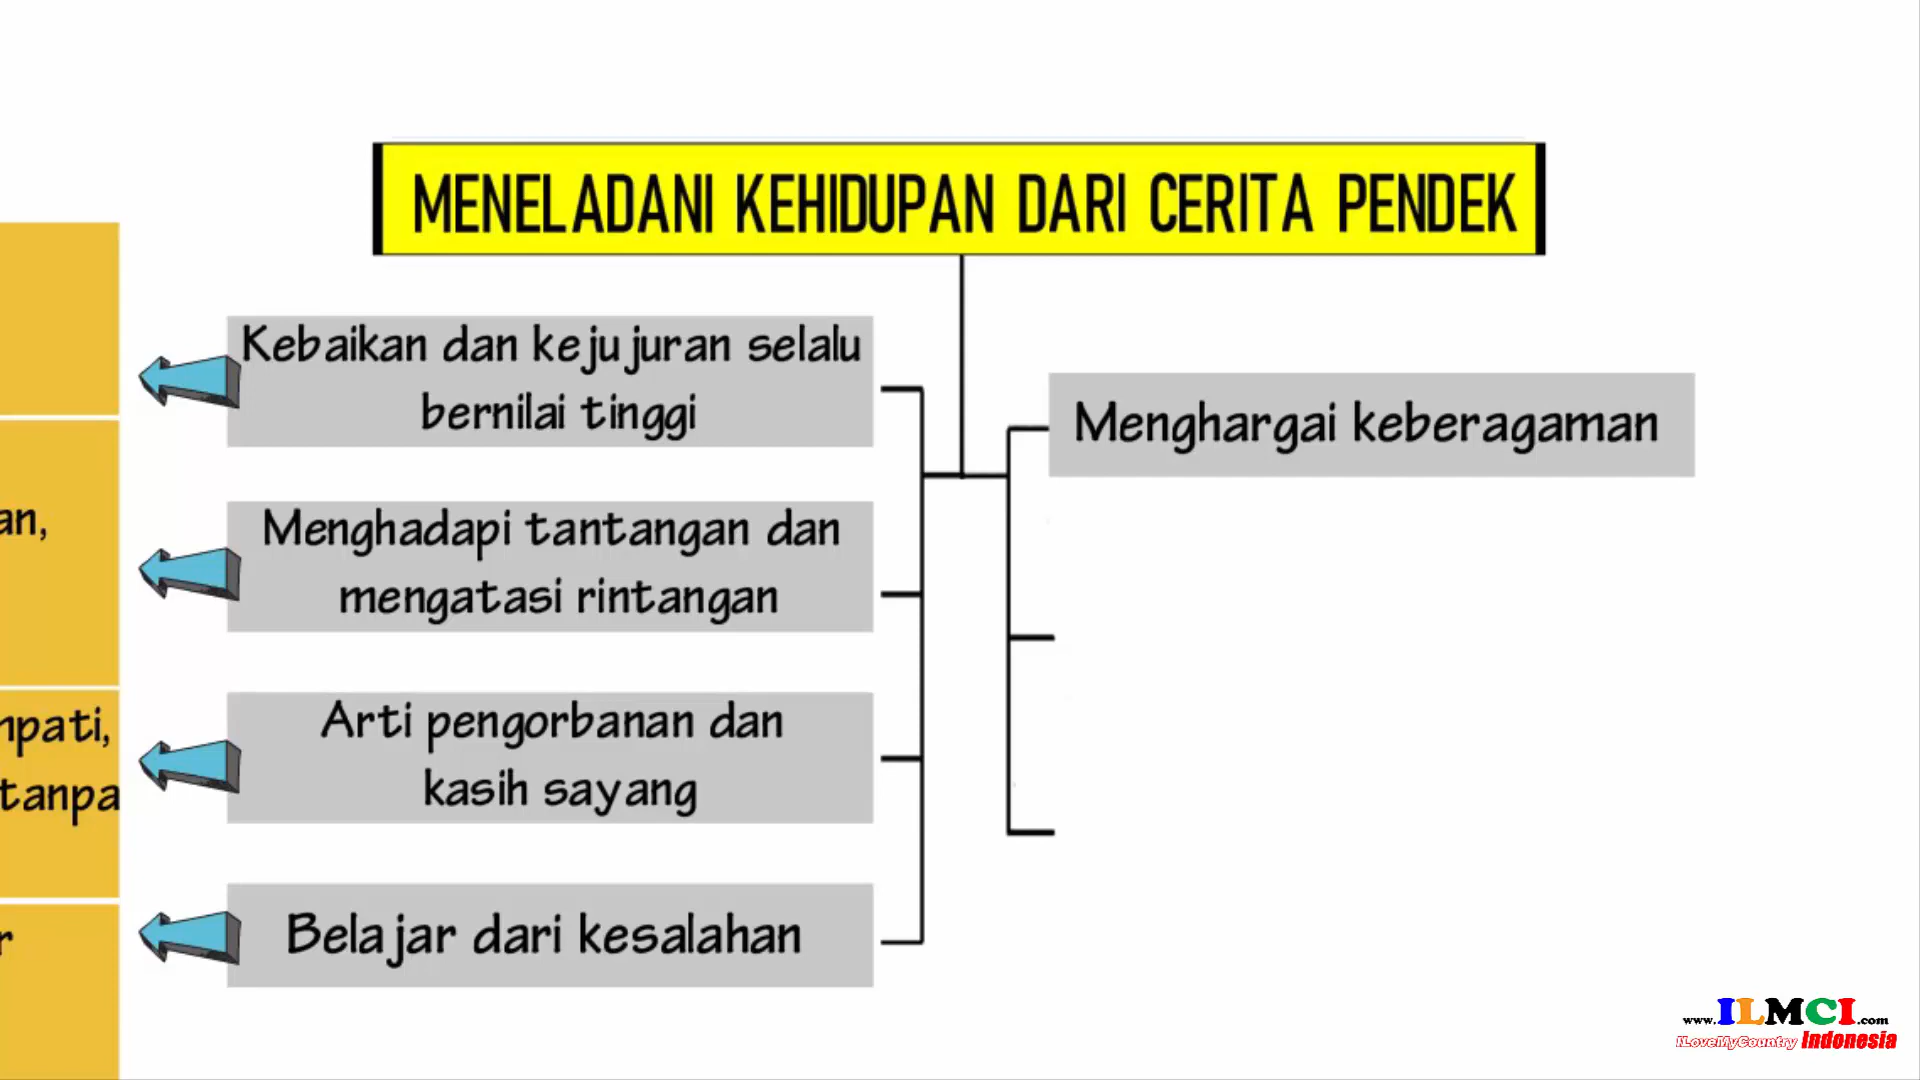 MENELADANI KEHIDUPAN DARI CERITA PENDEK
Kebaikan dan kejujuran selalu
bernilai tinggi
Menghadapi tantangan dan
mengatasi rintangan
Arti pengorbanan dan
kasih sayang
Belajar dari kesalahan
Menghargai keberagaman
an,
npati,
tanpa
r
www.ILMCI.com
ILoveMyCountry Indonesia